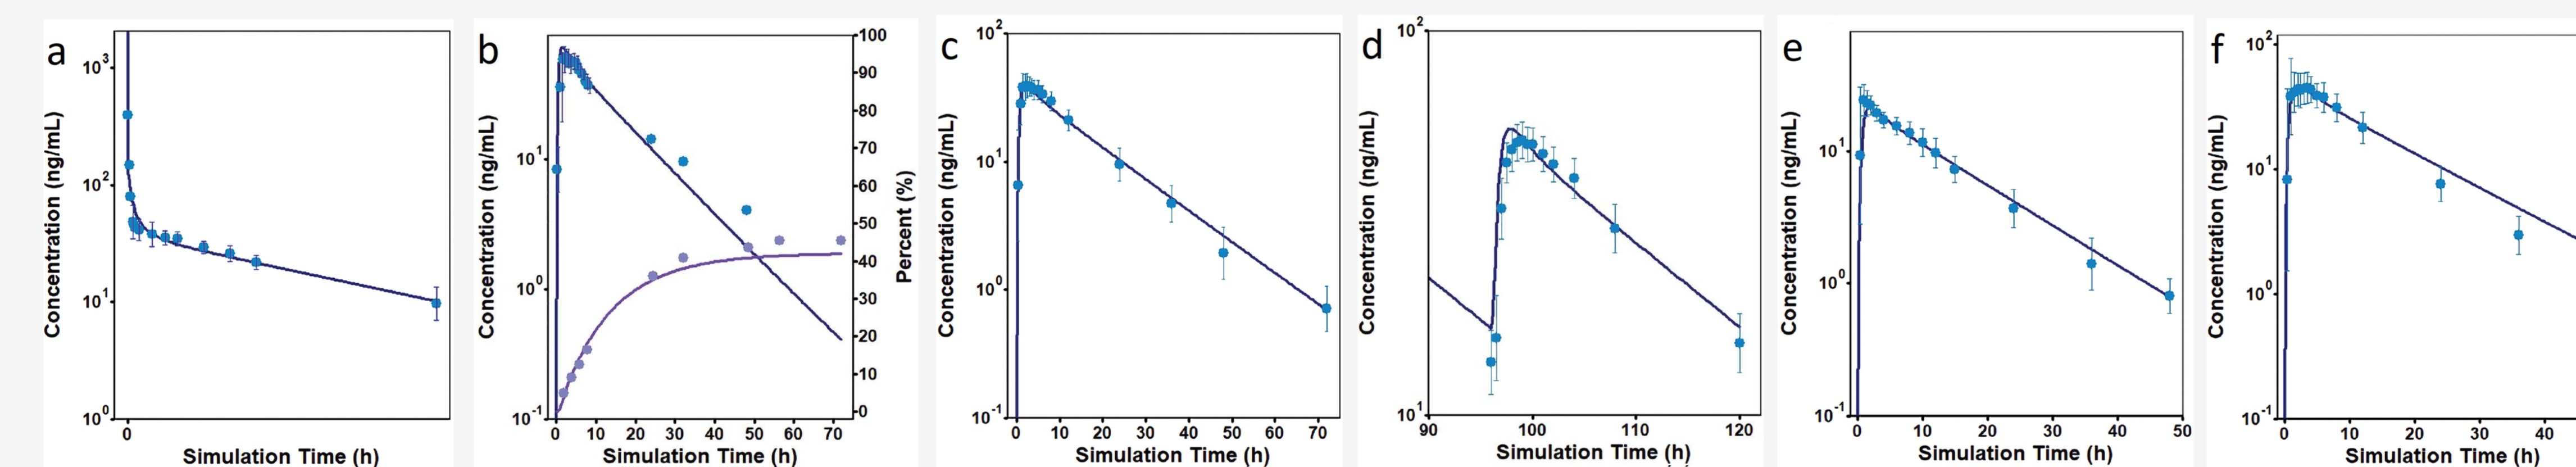 a
Concentration (ng/mL)
10³
10²
10¹
10⁰
0
Simulation Time (h)
b
Concentration (ng/mL)
10¹
10⁰
10⁻¹
0 10 20 30 40 50 60 70
100
90
80
70
60
50
40
30
20
10
0
Percent (%)
Simulation Time (h)
c
Concentration (ng/mL)
10²
10¹
10⁰
10⁻¹
0 10 20 30 40 50 60 70
Simulation Time (h)
d
Concentration (ng/mL)
10²
10¹
90 100 110 120
Simulation Time (h)
e
Concentration (ng/mL)
10¹
10⁰
10⁻¹
0 10 20 30 40 50
Simulation Time (h)
f
Concentration (ng/mL)
10²
10¹
10⁰
10⁻¹
0 10 20 30 40
Simulation Time (h)